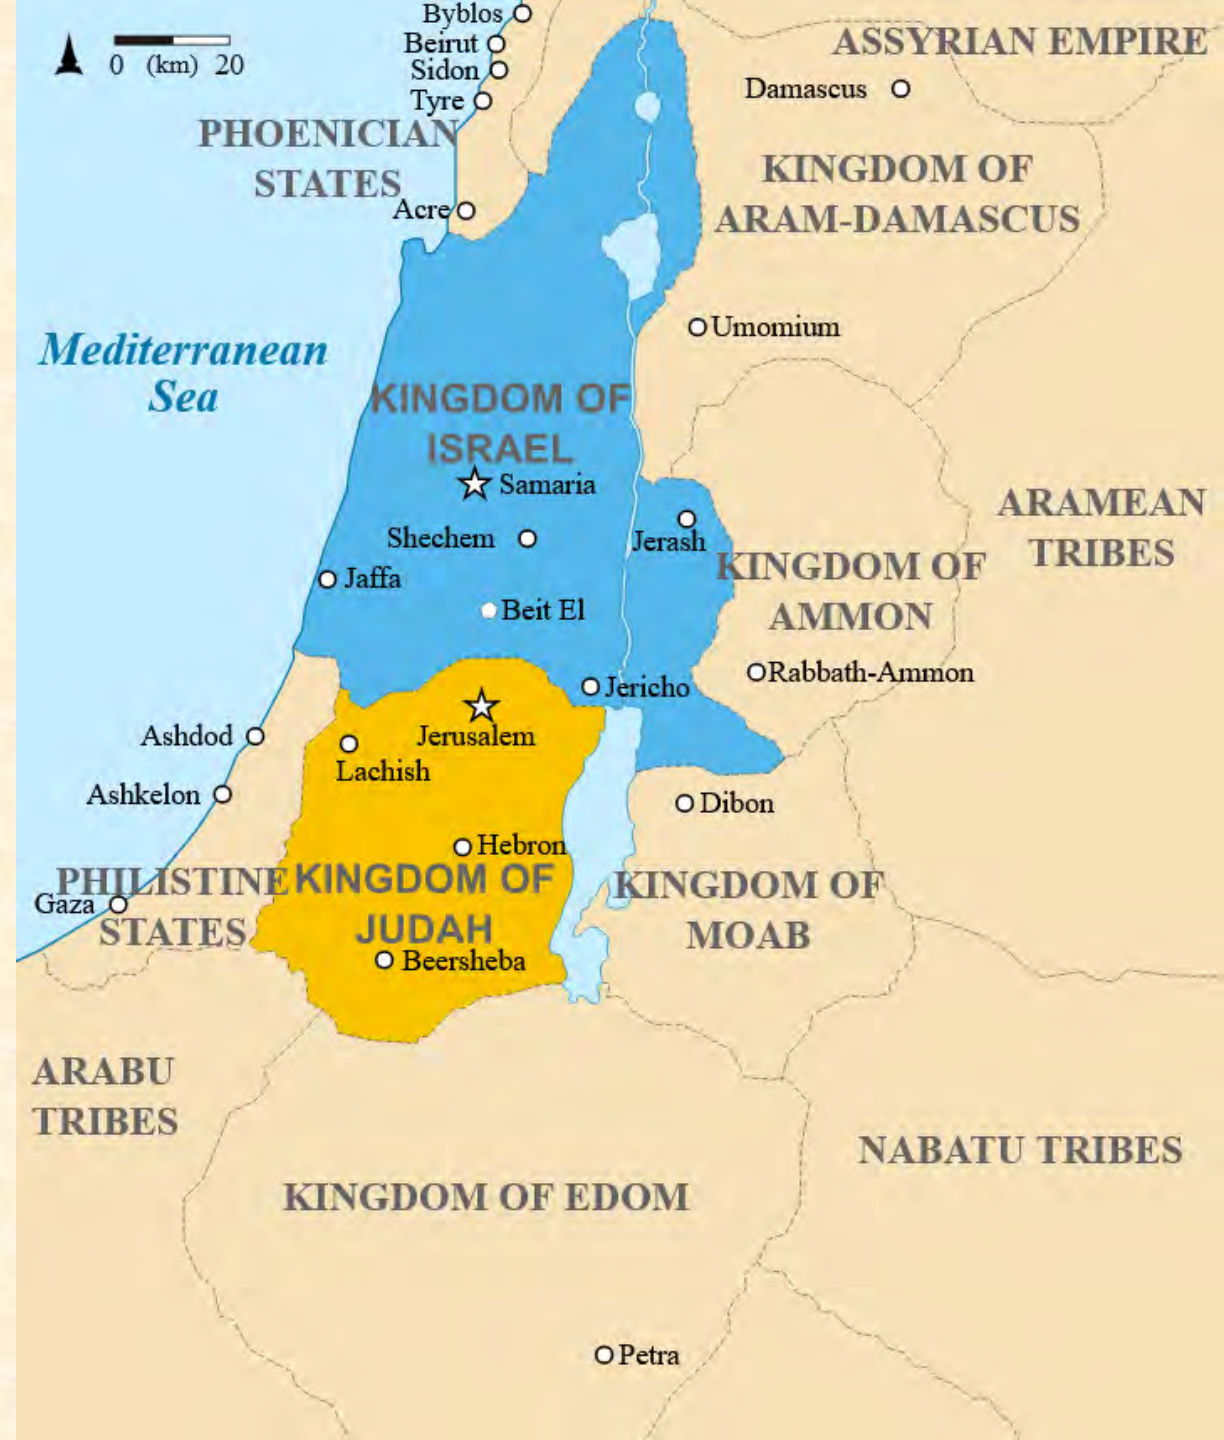 Byblos
Beirut
Sidon
Tyre
0 (km) 20
ASSYRIAN EMPIRE
Damascus
PHOENICIAN
STATES
KINGDOM OF
ARAM-DAMASCUS
Acre
Umomium
Mediterranean
Sea
KINGDOM OF
ISRAEL
Samaria
Shechem
Jerash
ARAMEAN
TRIBES
KINGDOM OF
AMMON
Jaffa
Beit El
Rabbath-Ammon
Jericho
Jerusalem
Ashdod
Lachish
Ashkelon
Dibon
Hebron
PHILISTINE
STATES
Gaza
KINGDOM OF
JUDAH
KINGDOM OF
MOAB
Beersheba
ARABU
TRIBES
NABATU TRIBES
KINGDOM OF EDOM
Petra